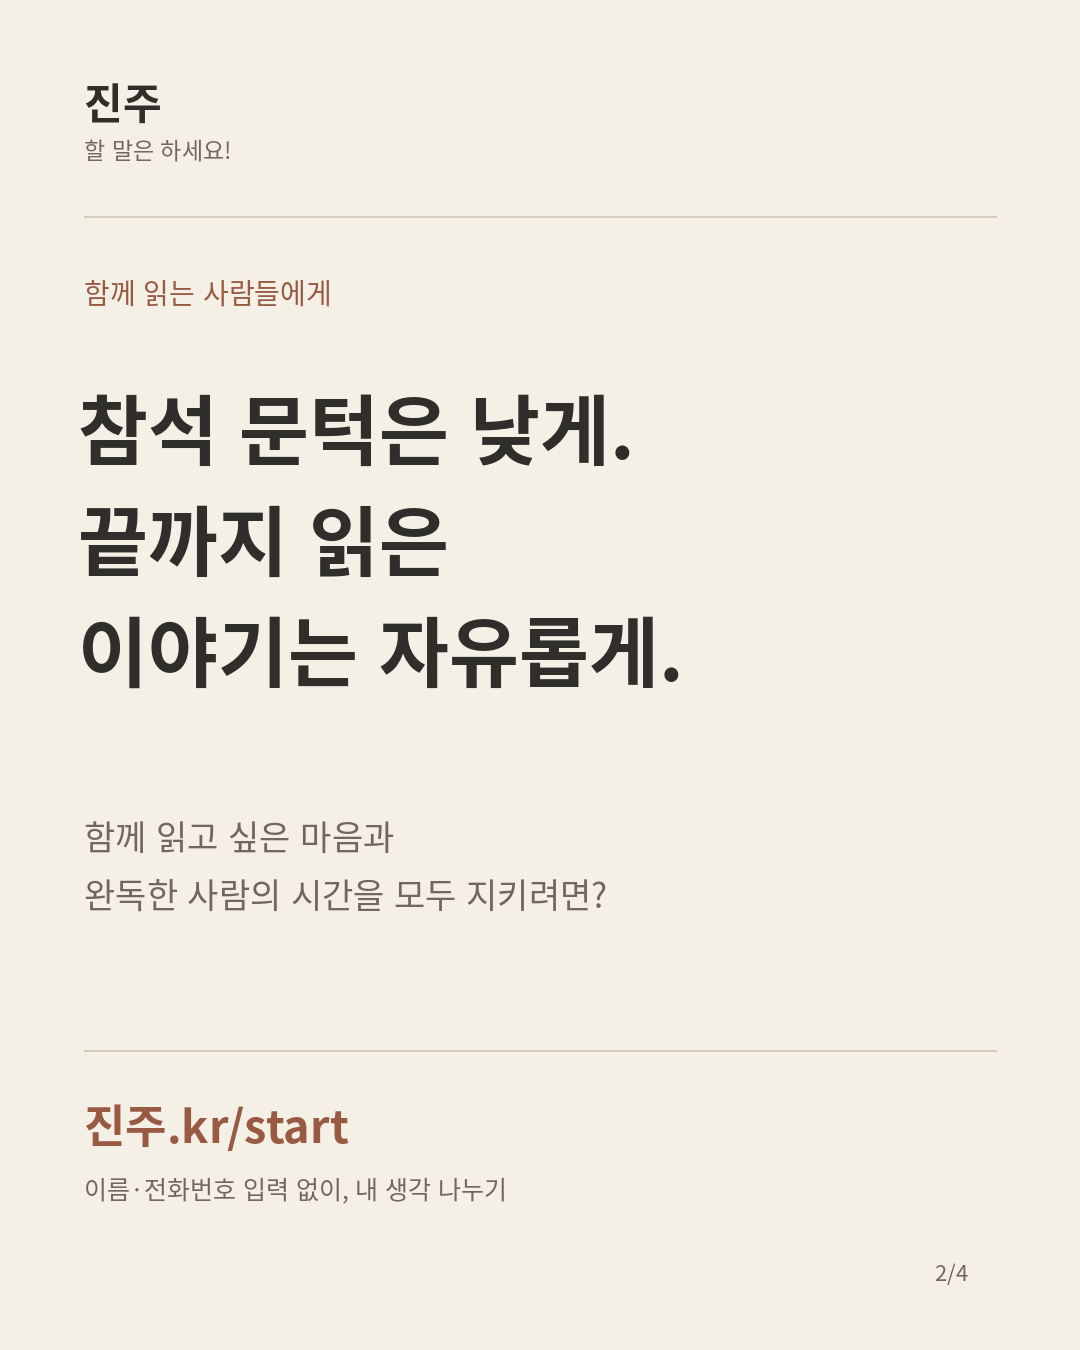 진주
할 말은 하세요!
함께 읽는 사람들에게
참석 문턱은 낮게.
끝까지 읽은
이야기는 자유롭게.
함께 읽고 싶은 마음과
완독한 사람의 시간을 모두 지키려면?
진주.kr/start
이름·전화번호 입력 없이, 내 생각 나누기
2/4